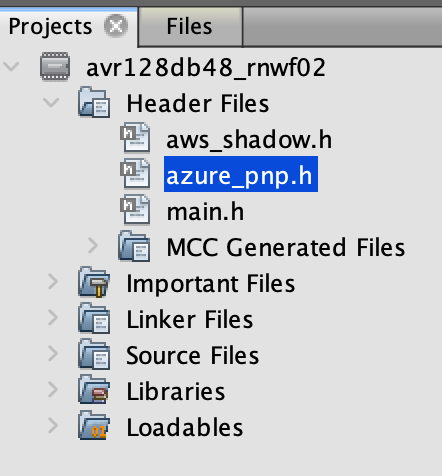 Projects Files
avr128db48_rnwf02
Header Files
aws_shadow.h
azure_pnp.h
main.h
MCC Generated Files
Important Files
Linker Files
Source Files
Libraries
Loadables